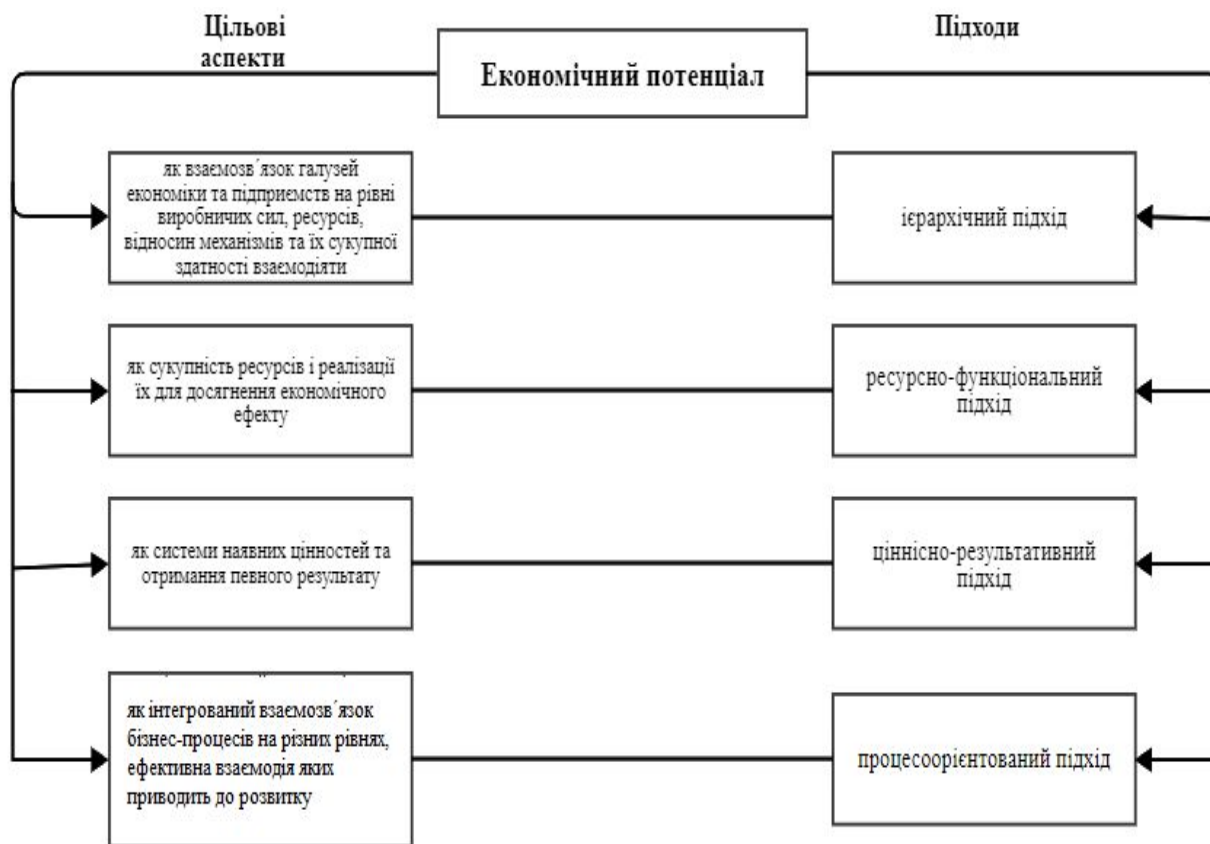 Цільові
аспекти
Економічний потенціал
Підходи
як взаємозв´язок галузей
економіки та підприємств на рівні
виробничих сил, ресурсів,
відносин механізмів та їх сукупної
здатності взаємодіяти
ієрархічний підхід
як сукупність ресурсів і реалізації
їх для досягнення економічного
ефекту
ресурсно-функціональний
підхід
як системи наявних цінностей та
отримання певного результату
ціннісно-результативний
підхід
як інтегрований взаємозв´язок
бізнес-процесів на різних рівнях,
ефективна взаємодія яких
приводить до розвитку
процесоорієнтований підхід